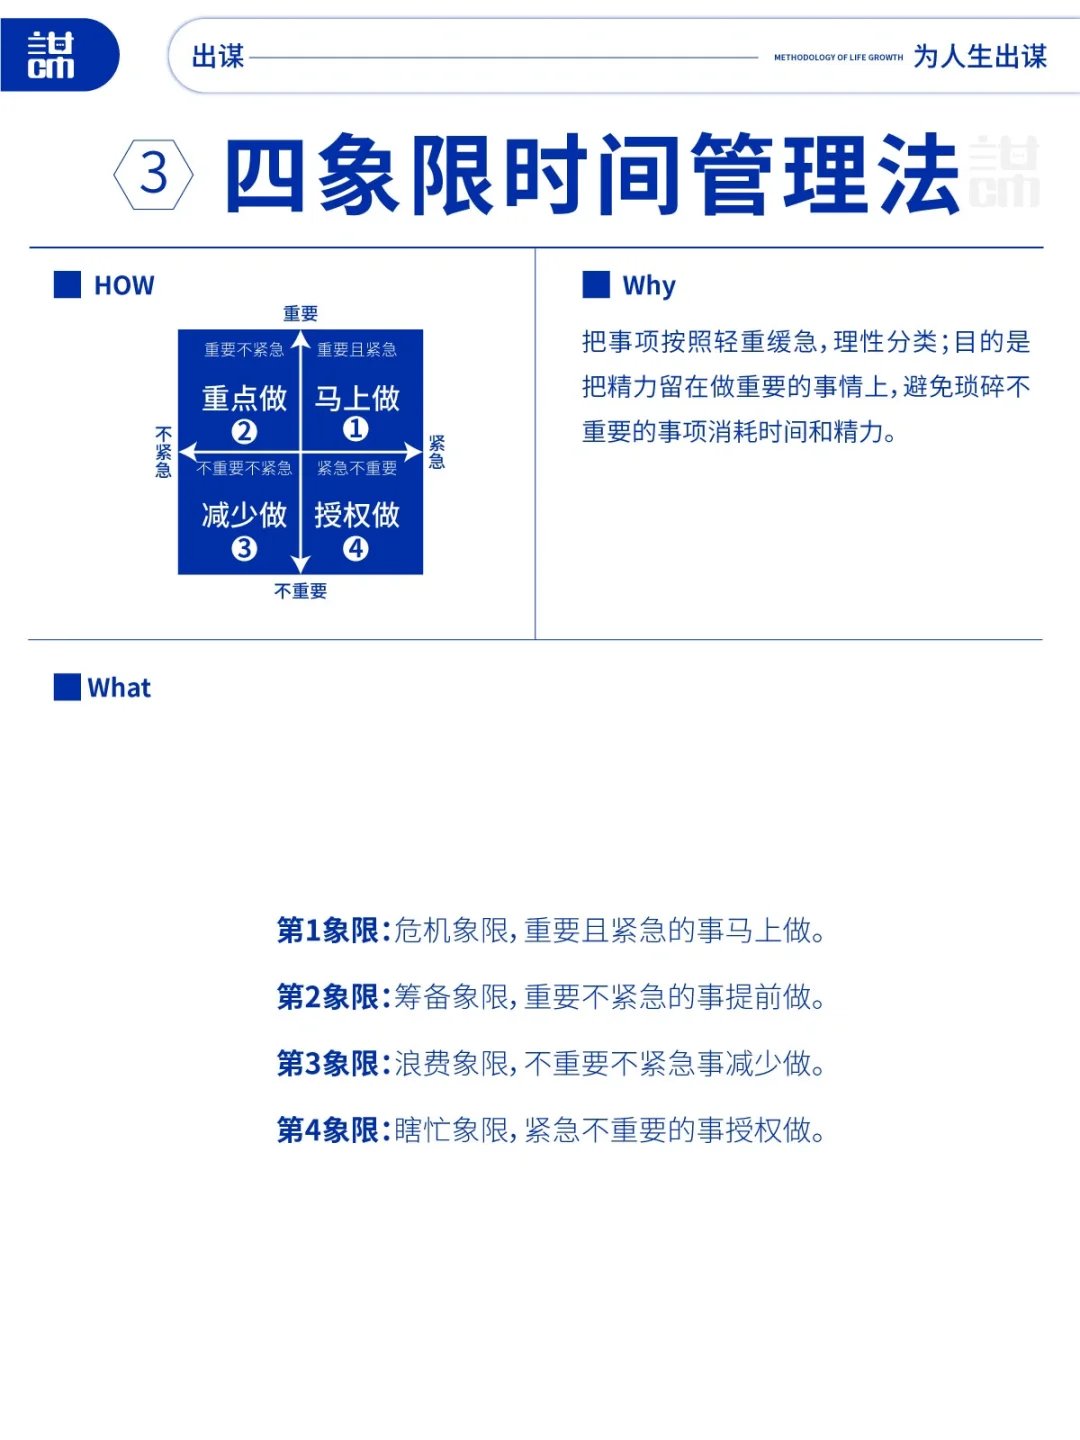 謀
cm
出谋
METHODOLOGY OF LIFE GROWTH 为人生出谋
3 四象限时间管理法
謀
cm
HOW
重要
重要不紧急 重要且紧急
重点做 马上做
2 1
不紧急
紧急
不重要不紧急 紧急不重要
减少做 授权做
3 4
不重要
Why
把事项按照轻重缓急,理性分类;目的是
把精力留在做重要的事情上,避免琐碎不
重要的事项消耗时间和精力。
What
第1象限:危机象限,重要且紧急的事马上做。
第2象限:筹备象限,重要不紧急的事提前做。
第3象限:浪费象限,不重要不紧急事减少做。
第4象限:瞎忙象限,紧急不重要的事授权做。